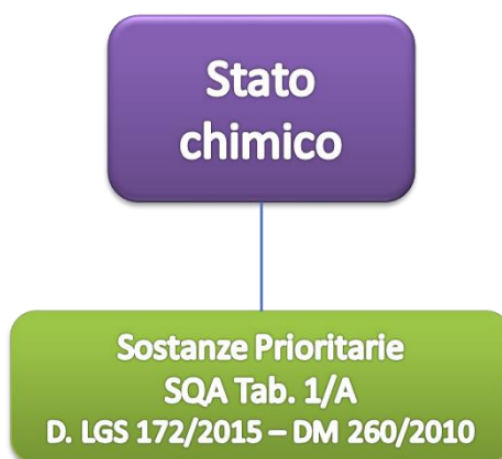 Stato
chimico
Sostanze Prioritarie
SQA Tab. 1/A
D. LGS 172/2015 – DM 260/2010